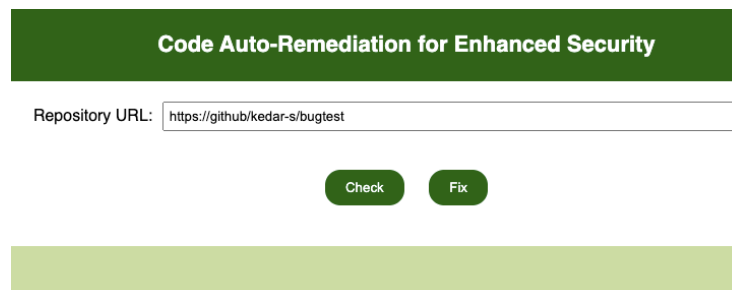 Code Auto-Remediation for Enhanced Security
Repository URL: https://github/kedar-s/bugtest
Check Fix